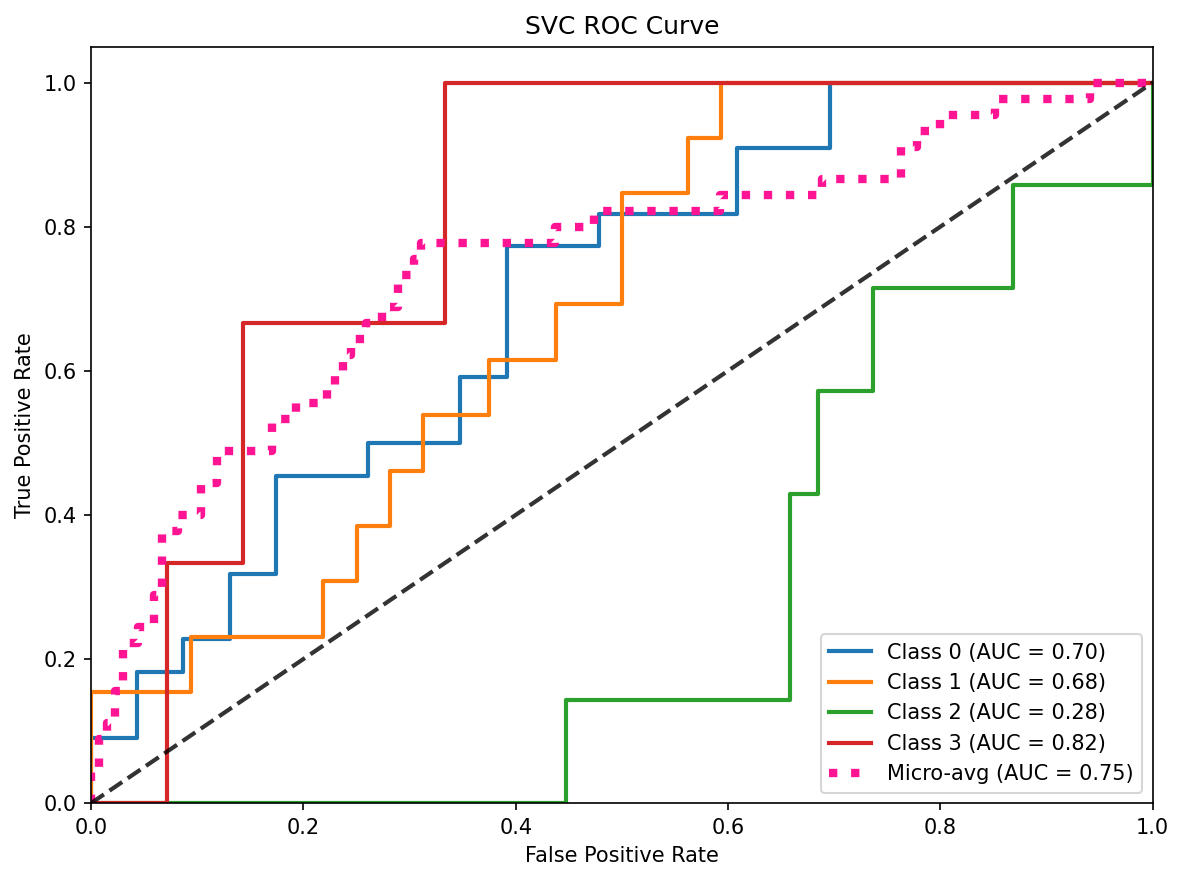 SVC ROC Curve
True Positive Rate
1.0
0.8
0.6
0.4
0.2
0.0
0.0 0.2 0.4 0.6 0.8 1.0
False Positive Rate
Class 0 (AUC = 0.70)
Class 1 (AUC = 0.68)
Class 2 (AUC = 0.28)
Class 3 (AUC = 0.82)
Micro-avg (AUC = 0.75)